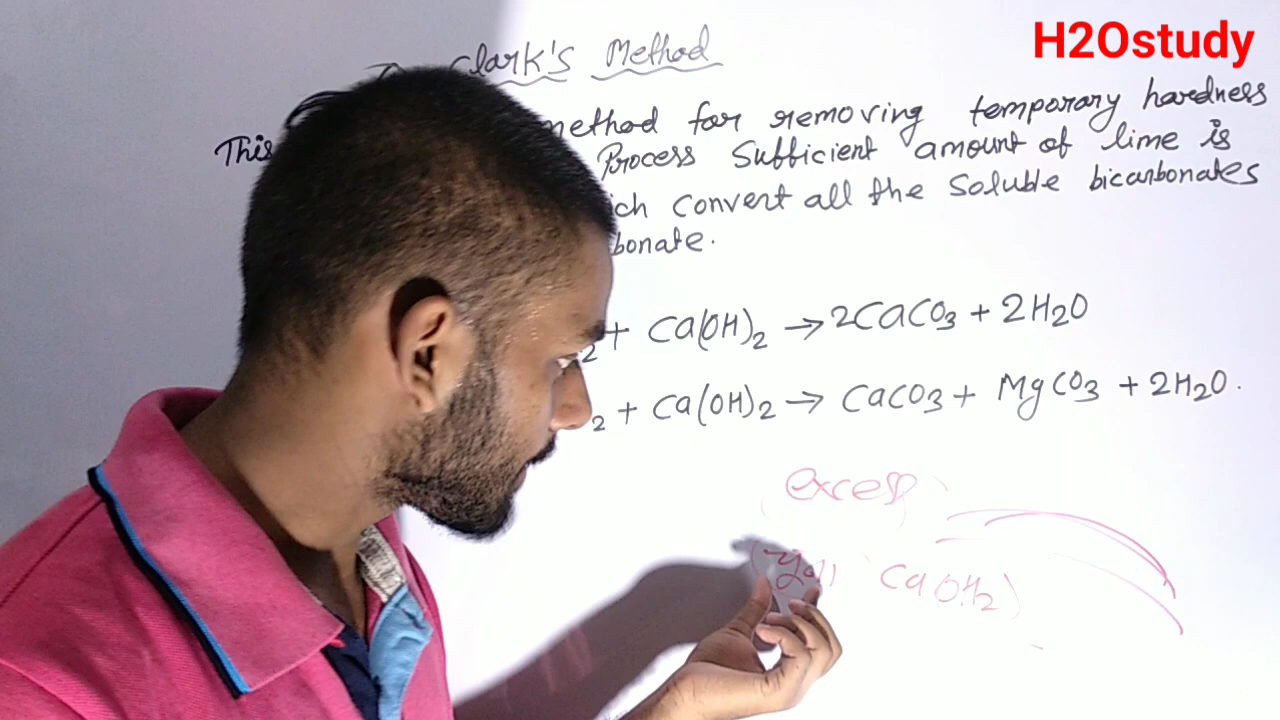 H2Ostudy
Clark's Method
This method for removing temporary hardness
Process Sufficient amount of lime is
ich convert all the Soluble bicarbonates
bonate.
2 + Ca(OH)2 → 2CaCO3 + 2H2O
2 + Ca(OH)2 → CaCO3 + MgCO3 + 2H2O.
excess
Ca OH2)